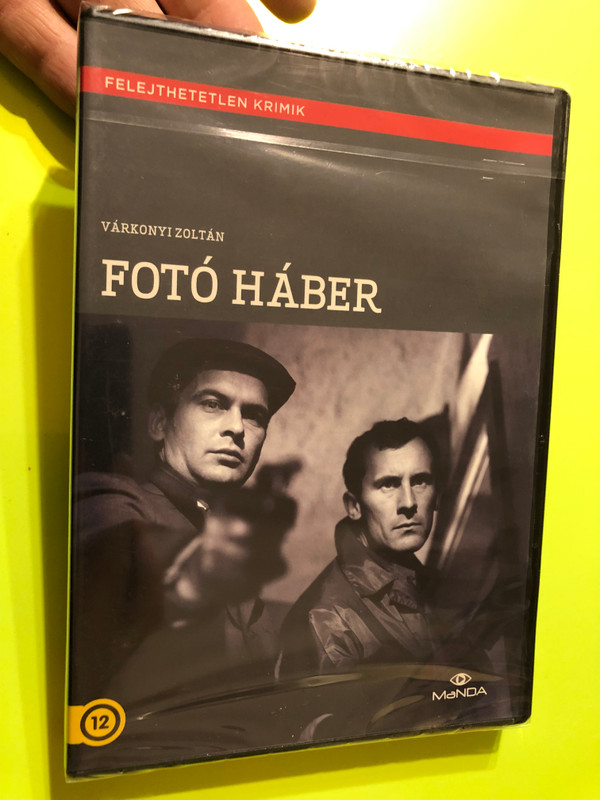 FELEJTHETETLEN KRIMIK
VÁRKONYI ZOLTÁN
FOTÓ HÁBER
MaNDA
12